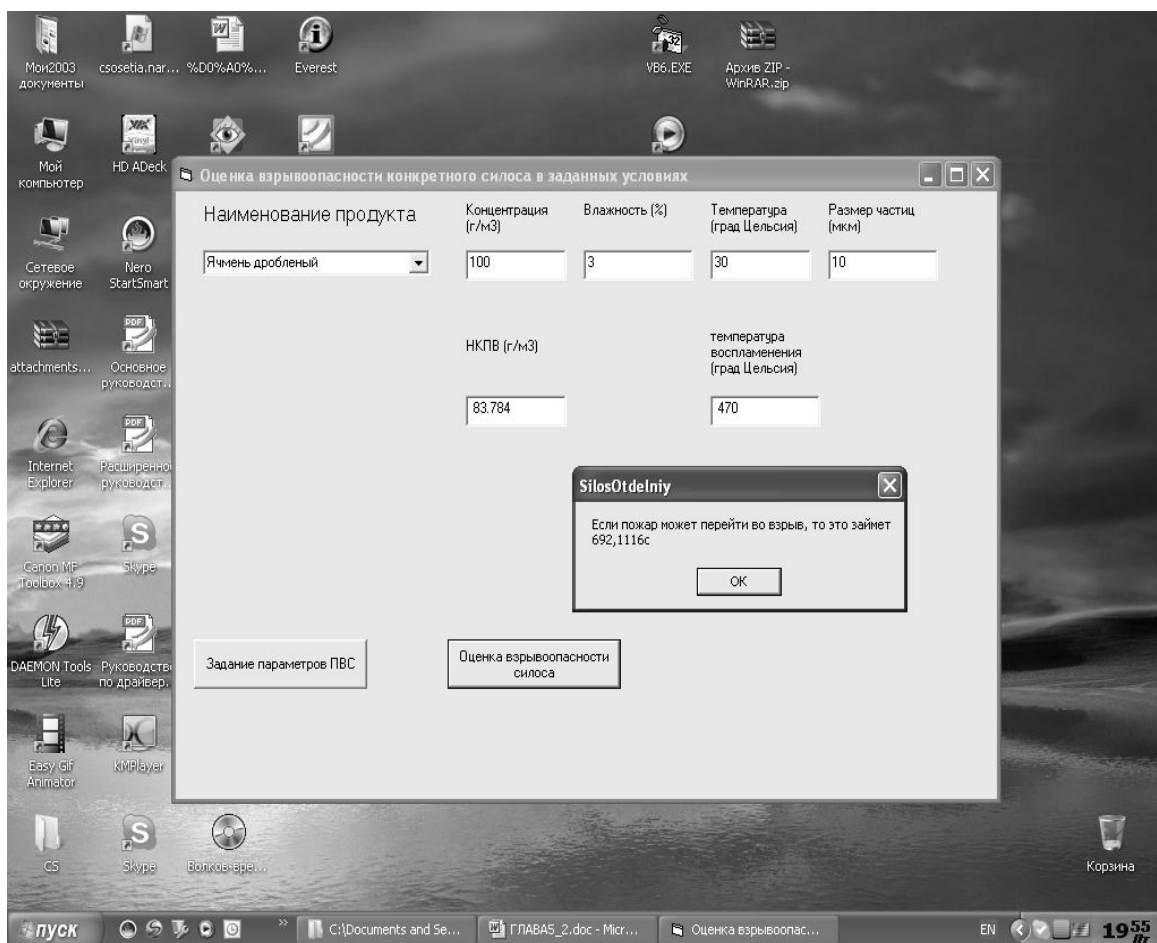 Мои2003
документы
csosetia.nar...
%D0%A0%...
Everest
VB6.EXE
Архив ZIP -
WinRAR.zip
Мой
компьютер
HD ADeck
Оценка взрывоопасности конкретного силоса в заданных условиях
Наименование продукта
Концентрация
(г/м3)
Влажность (%)
Температура
(град Цельсия)
Размер частиц
(мкм)
Ячмень дробленый
100
3
30
10
НКПВ (г/м3)
температура
воспламенения
(град Цельсия)
83.784
470
SilosOtdelniy
Если пожар может перейти во взрыв, то это займет
692,1116с
OK
Задание параметров ПВС
Оценка взрывоопасности
силоса
Сетевое
окружение
Nero
StartSmart
attachments...
Основное
руководст...
Internet
Explorer
Расширенно
руководст...
Canon MF
Toolbox 4.9
Skype
DAEMON Tools
Lite
Руководств
по драйвер.
Easy Gif
Animator
KMPlayer
CS
Skype
Волков-вре...
Корзина
пуск
C:\Documents and Se...
ГЛАВА5_2.doc - Micr...
Оценка взрывоопас...
EN
19 55
Пт